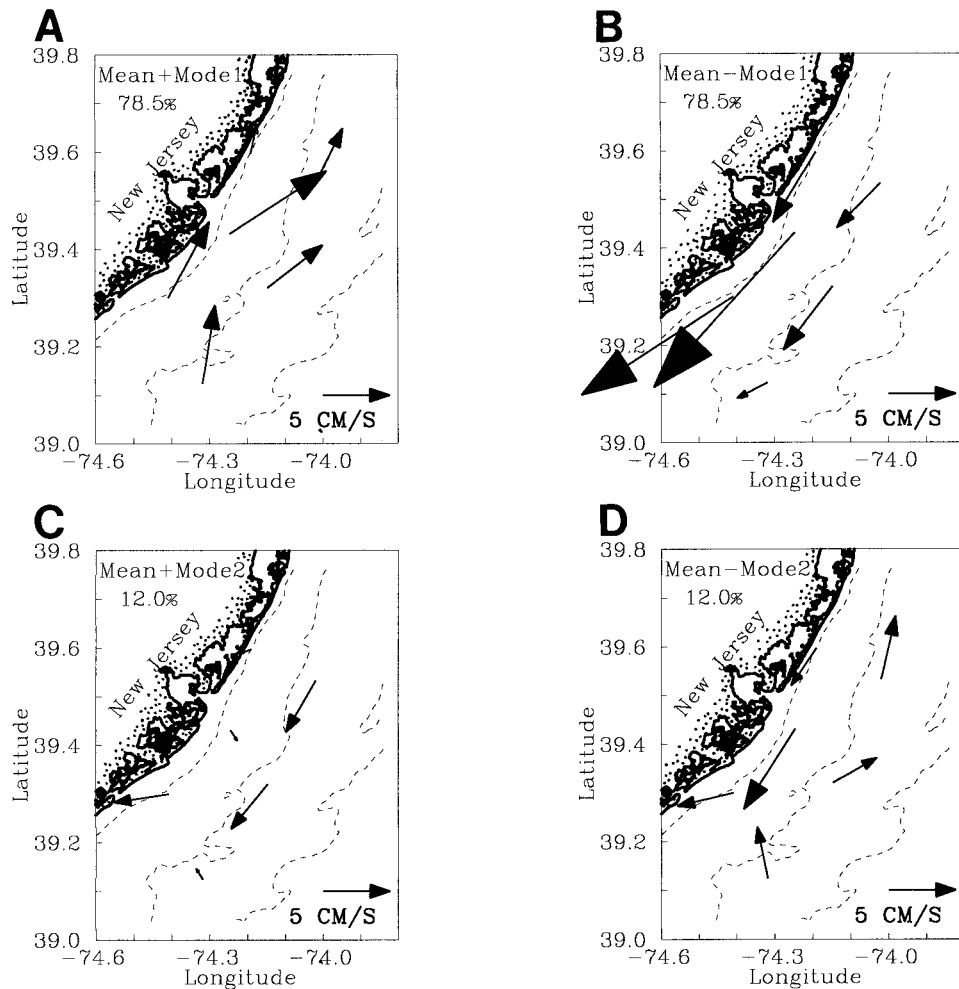 A
39.8
Mean+Mode1
78.5%
New Jersey
39.6
39.4
39.2
39.0
Latitude
5 CM/S
-74.6 -74.3 -74.0
Longitude
B
39.8
Mean-Mode1
78.5%
New Jersey
39.6
39.4
39.2
39.0
Latitude
5 CM/S
-74.6 -74.3 -74.0
Longitude
C
39.8
Mean+Mode2
12.0%
New Jersey
39.6
39.4
39.2
39.0
Latitude
5 CM/S
-74.6 -74.3 -74.0
Longitude
D
39.8
Mean-Mode2
12.0%
New Jersey
39.6
39.4
39.2
39.0
Latitude
5 CM/S
-74.6 -74.3 -74.0
Longitude